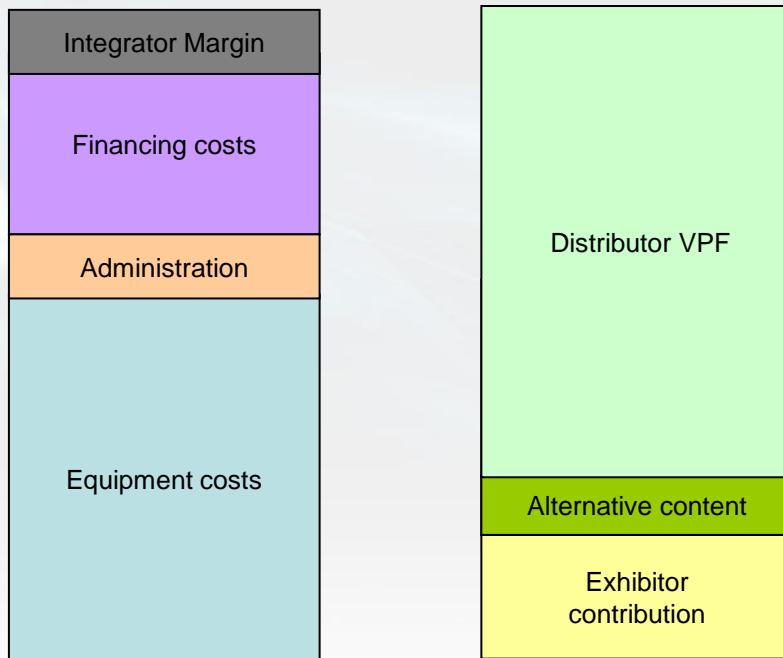 Integrator Margin
Financing costs
Administration
Equipment costs
Distributor VPF
Alternative content
Exhibitor
contribution